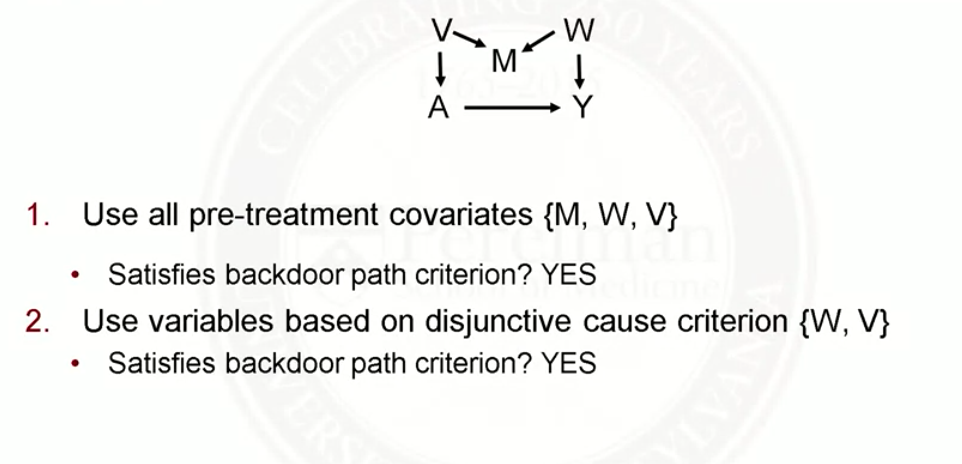 V W
M
A Y
1. Use all pre-treatment covariates {M, W, V}
• Satisfies backdoor path criterion? YES
2. Use variables based on disjunctive cause criterion {W, V}
• Satisfies backdoor path criterion? YES